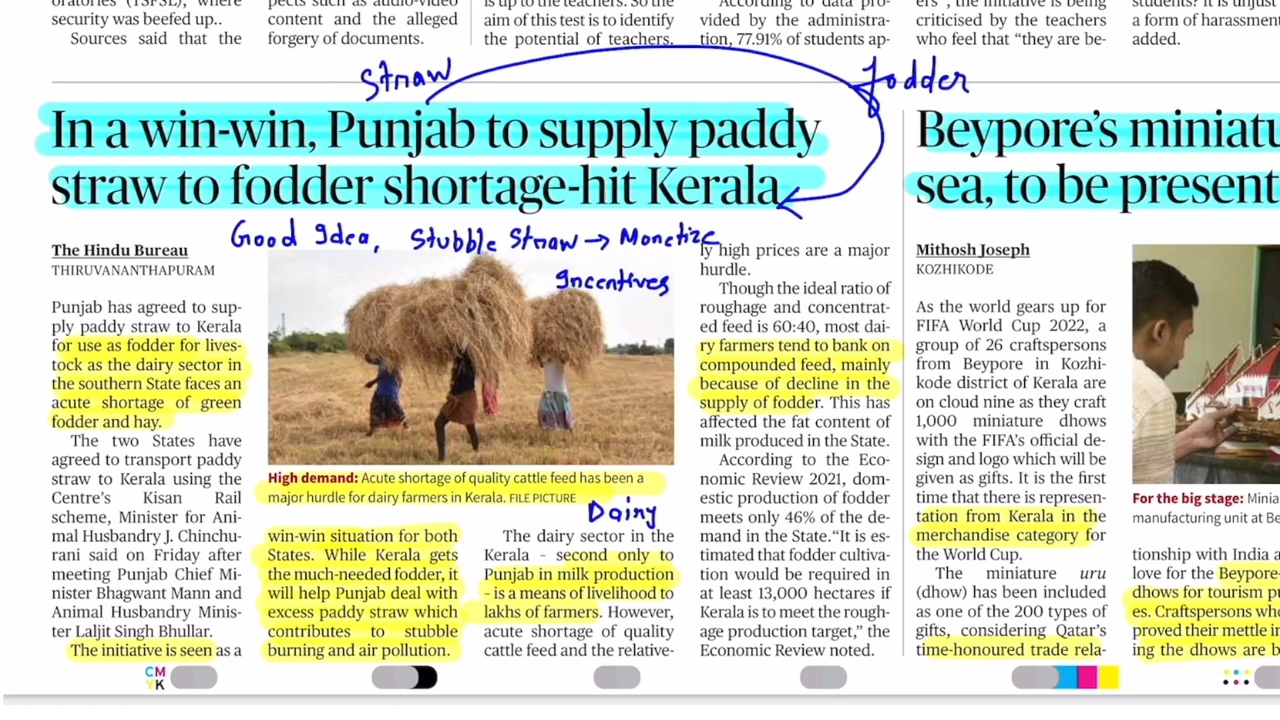 oratories (TSFSL), where
security was beefed up..
Sources said that the
pects such as audio-video
content and the alleged
forgery of documents.
is up to the teachers. So the
aim of this test is to identify
the potential of teachers.
According to data pro-
vided by the administra-
tion, 77.91% of students ap-
ers", the initiative is being
criticised by the teachers
who feel that "they are be-
students? It is unjust
a form of harassmen
added.
Straw
fodder
In a win-win, Punjab to supply paddy
straw to fodder shortage-hit Kerala
Good Idea, Stubble Straw → Monetize
Incentives
The Hindu Bureau
THIRUVANANTHAPURAM
Punjab has agreed to sup-
ply paddy straw to Kerala
for use as fodder for lives-
tock as the dairy sector in
the southern State faces an
acute shortage of green
fodder and hay.
The two States have
agreed to transport paddy
straw to Kerala using the
Centre's Kisan Rail
scheme, Minister for Ani-
mal Husbandry J. Chinchu-
rani said on Friday after
meeting Punjab Chief Mi-
nister Bhagwant Mann and
Animal Husbandry Minis-
ter Laljit Singh Bhullar.
The initiative is seen as a
High demand: Acute shortage of quality cattle feed has been a
major hurdle for dairy farmers in Kerala. FILE PICTURE
win-win situation for both
States. While Kerala gets
the much-needed fodder, it
will help Punjab deal with
excess paddy straw which
contributes to stubble
burning and air pollution.
Dairy
The dairy sector in the
Kerala - second only to
Punjab in milk production
- is a means of livelihood to
lakhs of farmers. However,
acute shortage of quality
cattle feed and the relative-
ly high prices are a major
hurdle.
Though the ideal ratio of
roughage and concentrat-
ed feed is 60:40, most dai-
ry farmers tend to bank on
compounded feed, mainly
because of decline in the
supply of fodder. This has
affected the fat content of
milk produced in the State.
According to the Eco-
nomic Review 2021, dom-
estic production of fodder
meets only 46% of the de-
mand in the State."It is es-
timated that fodder cultiva-
tion would be required in
at least 13,000 hectares if
Kerala is to meet the rough-
age production target," the
Economic Review noted.
Beypore's miniatu
sea, to be present
Mithosh Joseph
KOZHIKODE
As the world gears up for
FIFA World Cup 2022, a
group of 26 craftspersons
from Beypore in Kozhi-
kode district of Kerala are
on cloud nine as they craft
1,000 miniature dhows
with the FIFA's official de-
sign and logo which will be
given as gifts. It is the first
time that there is represen-
tation from Kerala in the
merchandise category for
the World Cup.
The miniature uru
(dhow) has been included
as one of the 200 types of
gifts, considering Qatar's
time-honoured trade rela-
For the big stage: Minia
manufacturing unit at Be
tionship with India a
love for the Beypore-
dhows for tourism pu
es. Craftspersons who
proved their mettle in
ing the dhows are b
CM
YK